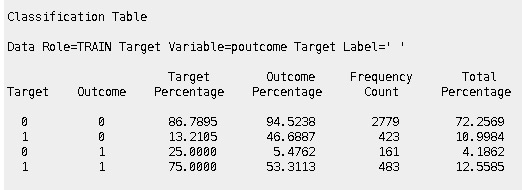 Classification Table
Data Role=TRAIN Target Variable=poutcome Target Label=' '
Target Outcome Frequency Total
Target Outcome Percentage Percentage Count Percentage
0 0 86.7895 94.5238 2779 72.2569
1 0 13.2105 46.6887 423 10.9984
0 1 25.0000 5.4762 161 4.1862
1 1 75.0000 53.3113 483 12.5585